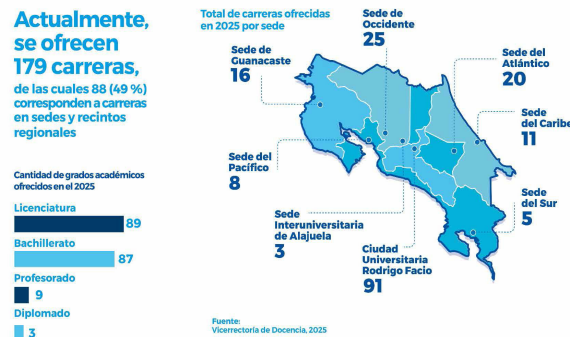 Actualmente,
se ofrecen
179 carreras,
de las cuales 88 (49 %)
corresponden a carreras
en sedes y recintos
regionales
Cantidad de grados académicos
ofrecidos en el 2025
Licenciatura
89
Bachillerato
87
Profesorado
9
Diplomado
3
Total de carreras ofrecidas
en 2025 por sede
Sede de
Occidente
25
Sede de
Guanacaste
16
Sede del
Atlántico
20
Sede
del Caribe
11
Sede del
Pacífico
8
Sede
del Sur
5
Sede
Interuniversitaria
de Alajuela
3
Ciudad
Universitaria
Rodrigo Facio
91
Fuente:
Vicerrectoría de Docencia, 2025